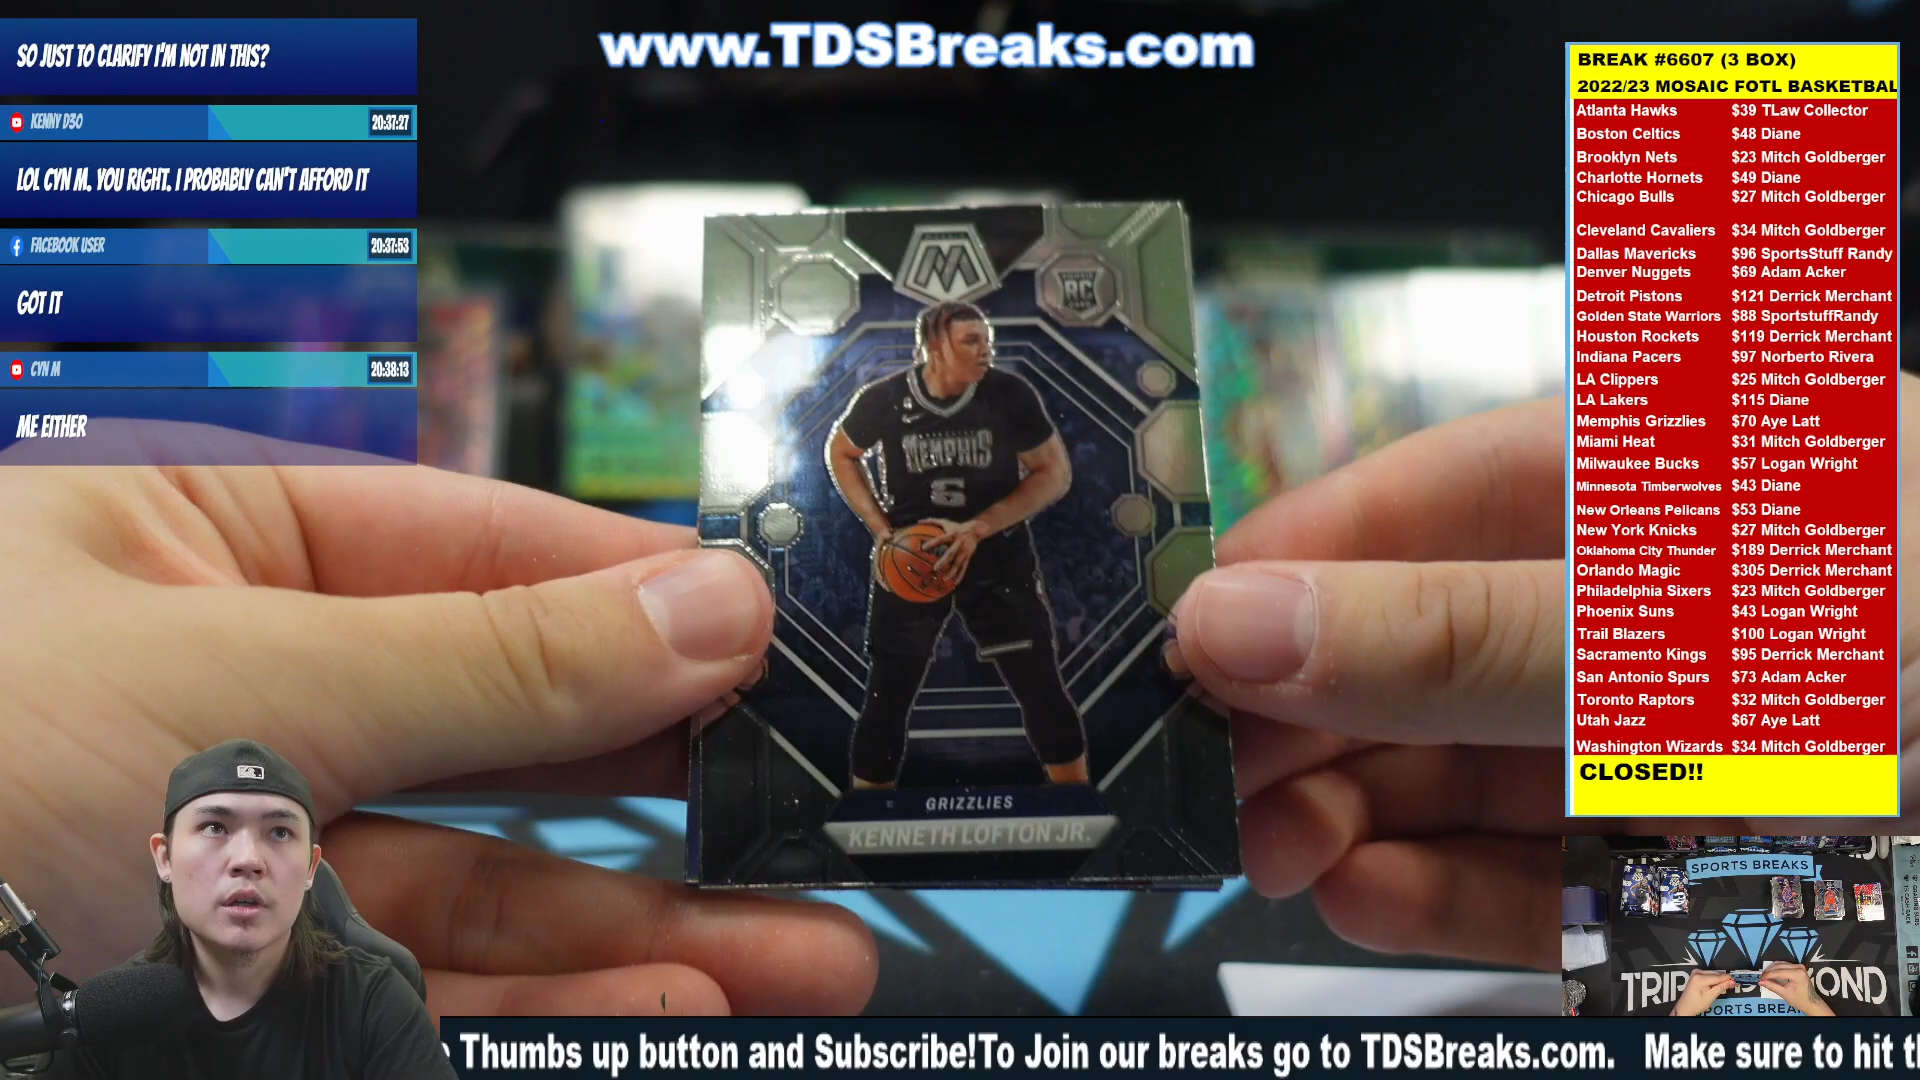 SO JUST TO CLARIFY I'M NOT IN THIS?
KENNY D30
20:37:27
LOL CYN M. YOU RIGHT. I PROBABLY CAN'T AFFORD IT
FACEBOOK USER
20:37:53
GOT IT
CYN M
20:38:13
ME EITHER
www.TDSBreaks.com
RC
MEMPHIS
6
GRIZZLIES
KENNETH LOFTON JR.
BREAK #6607 (3 BOX)
2022/23 MOSAIC FOTL BASKETBAL
Atlanta Hawks $39 TLaw Collector
Boston Celtics $48 Diane
Brooklyn Nets $23 Mitch Goldberger
Charlotte Hornets $49 Diane
Chicago Bulls $27 Mitch Goldberger
Cleveland Cavaliers $34 Mitch Goldberger
Dallas Mavericks $96 SportsStuff Randy
Denver Nuggets $69 Adam Acker
Detroit Pistons $121 Derrick Merchant
Golden State Warriors $88 SportstuffRandy
Houston Rockets $119 Derrick Merchant
Indiana Pacers $97 Norberto Rivera
LA Clippers $25 Mitch Goldberger
LA Lakers $115 Diane
Memphis Grizzlies $70 Aye Latt
Miami Heat $31 Mitch Goldberger
Milwaukee Bucks $57 Logan Wright
Minnesota Timberwolves $43 Diane
New Orleans Pelicans $53 Diane
New York Knicks $27 Mitch Goldberger
Oklahoma City Thunder $189 Derrick Merchant
Orlando Magic $305 Derrick Merchant
Philadelphia Sixers $23 Mitch Goldberger
Phoenix Suns $43 Logan Wright
Trail Blazers $100 Logan Wright
Sacramento Kings $95 Derrick Merchant
San Antonio Spurs $73 Adam Acker
Toronto Raptors $32 Mitch Goldberger
Utah Jazz $67 Aye Latt
Washington Wizards $34 Mitch Goldberger
CLOSED!!
SPORTS BREAKS
Thumbs up button and Subscribe!To Join our breaks go to TDSBreaks.com. Make sure to hit t